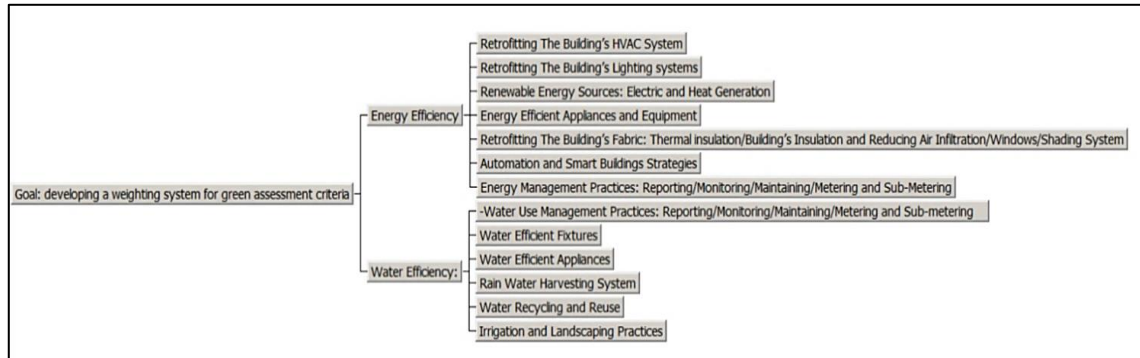 Retrofitting The Building's HVAC System
Retrofitting The Building's Lighting systems
Renewable Energy Sources: Electric and Heat Generation
Energy Efficiency
Energy Efficient Appliances and Equipment
Retrofitting The Building's Fabric: Thermal insulation/Building's Insulation and Reducing Air Infiltration/Windows/Shading System
Automation and Smart Buildings Strategies
Energy Management Practices: Reporting/Monitoring/Maintaining/Metering and Sub-Metering
Goal: developing a weighting system for green assessment criteria
-Water Use Management Practices: Reporting/Monitoring/Maintaining/Metering and Sub-metering
Water Efficient Fixtures
Water Efficient Appliances
Water Efficiency:
Rain Water Harvesting System
Water Recycling and Reuse
Irrigation and Landscaping Practices